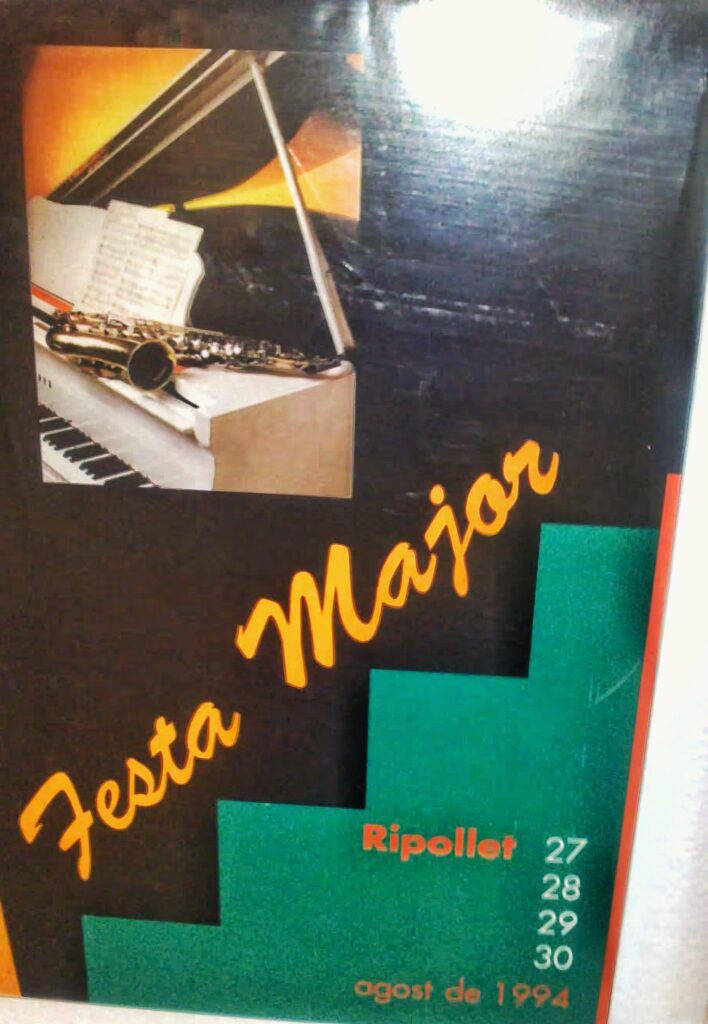 Festa Major
Ripollet 27
28
29
30
agost de 1994